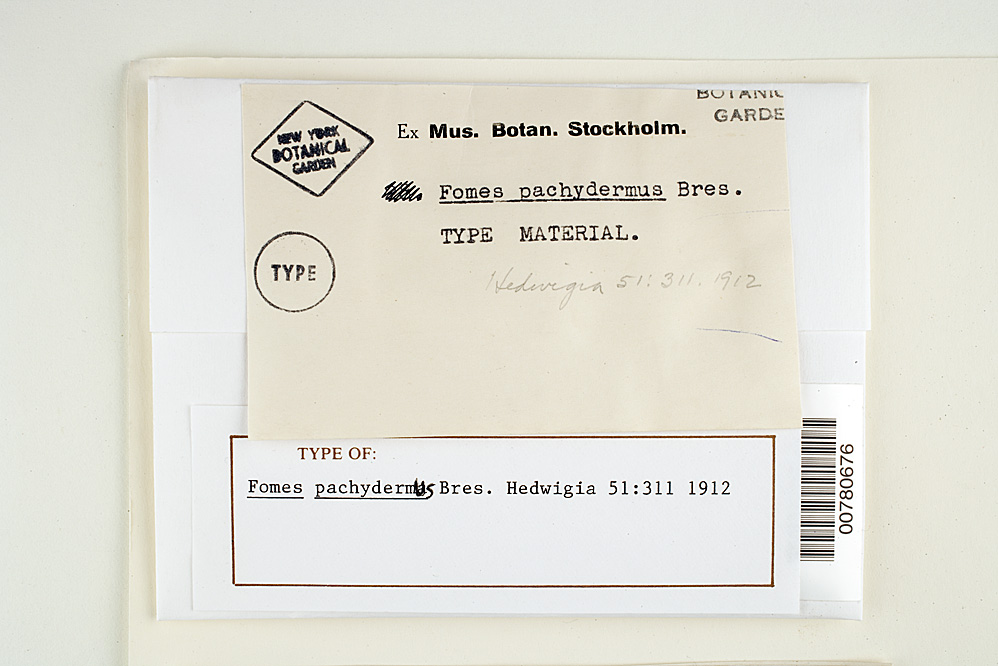 BOTANIC
GARDE
NEW YORK
BOTANICAL
GARDEN
Ex Mus. Botan. Stockholm.
Fomes pachydermus Bres.
TYPE MATERIAL.
TYPE
Hedwigia 51:311. 1912
TYPE OF:
Fomes pachydermus Bres. Hedwigia 51:311 1912
00780676